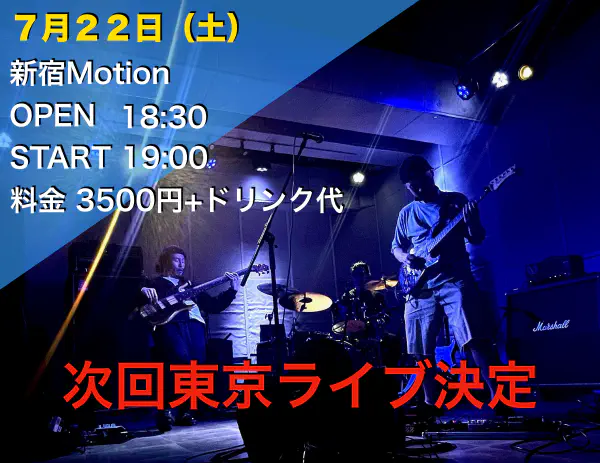 ７月２２日（土）
新宿Motion
OPEN 18:30
START 19:00
料金 3500円+ドリンク代
Marshall
次回東京ライブ決定